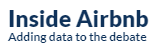 Inside Airbnb
Adding data to the debate